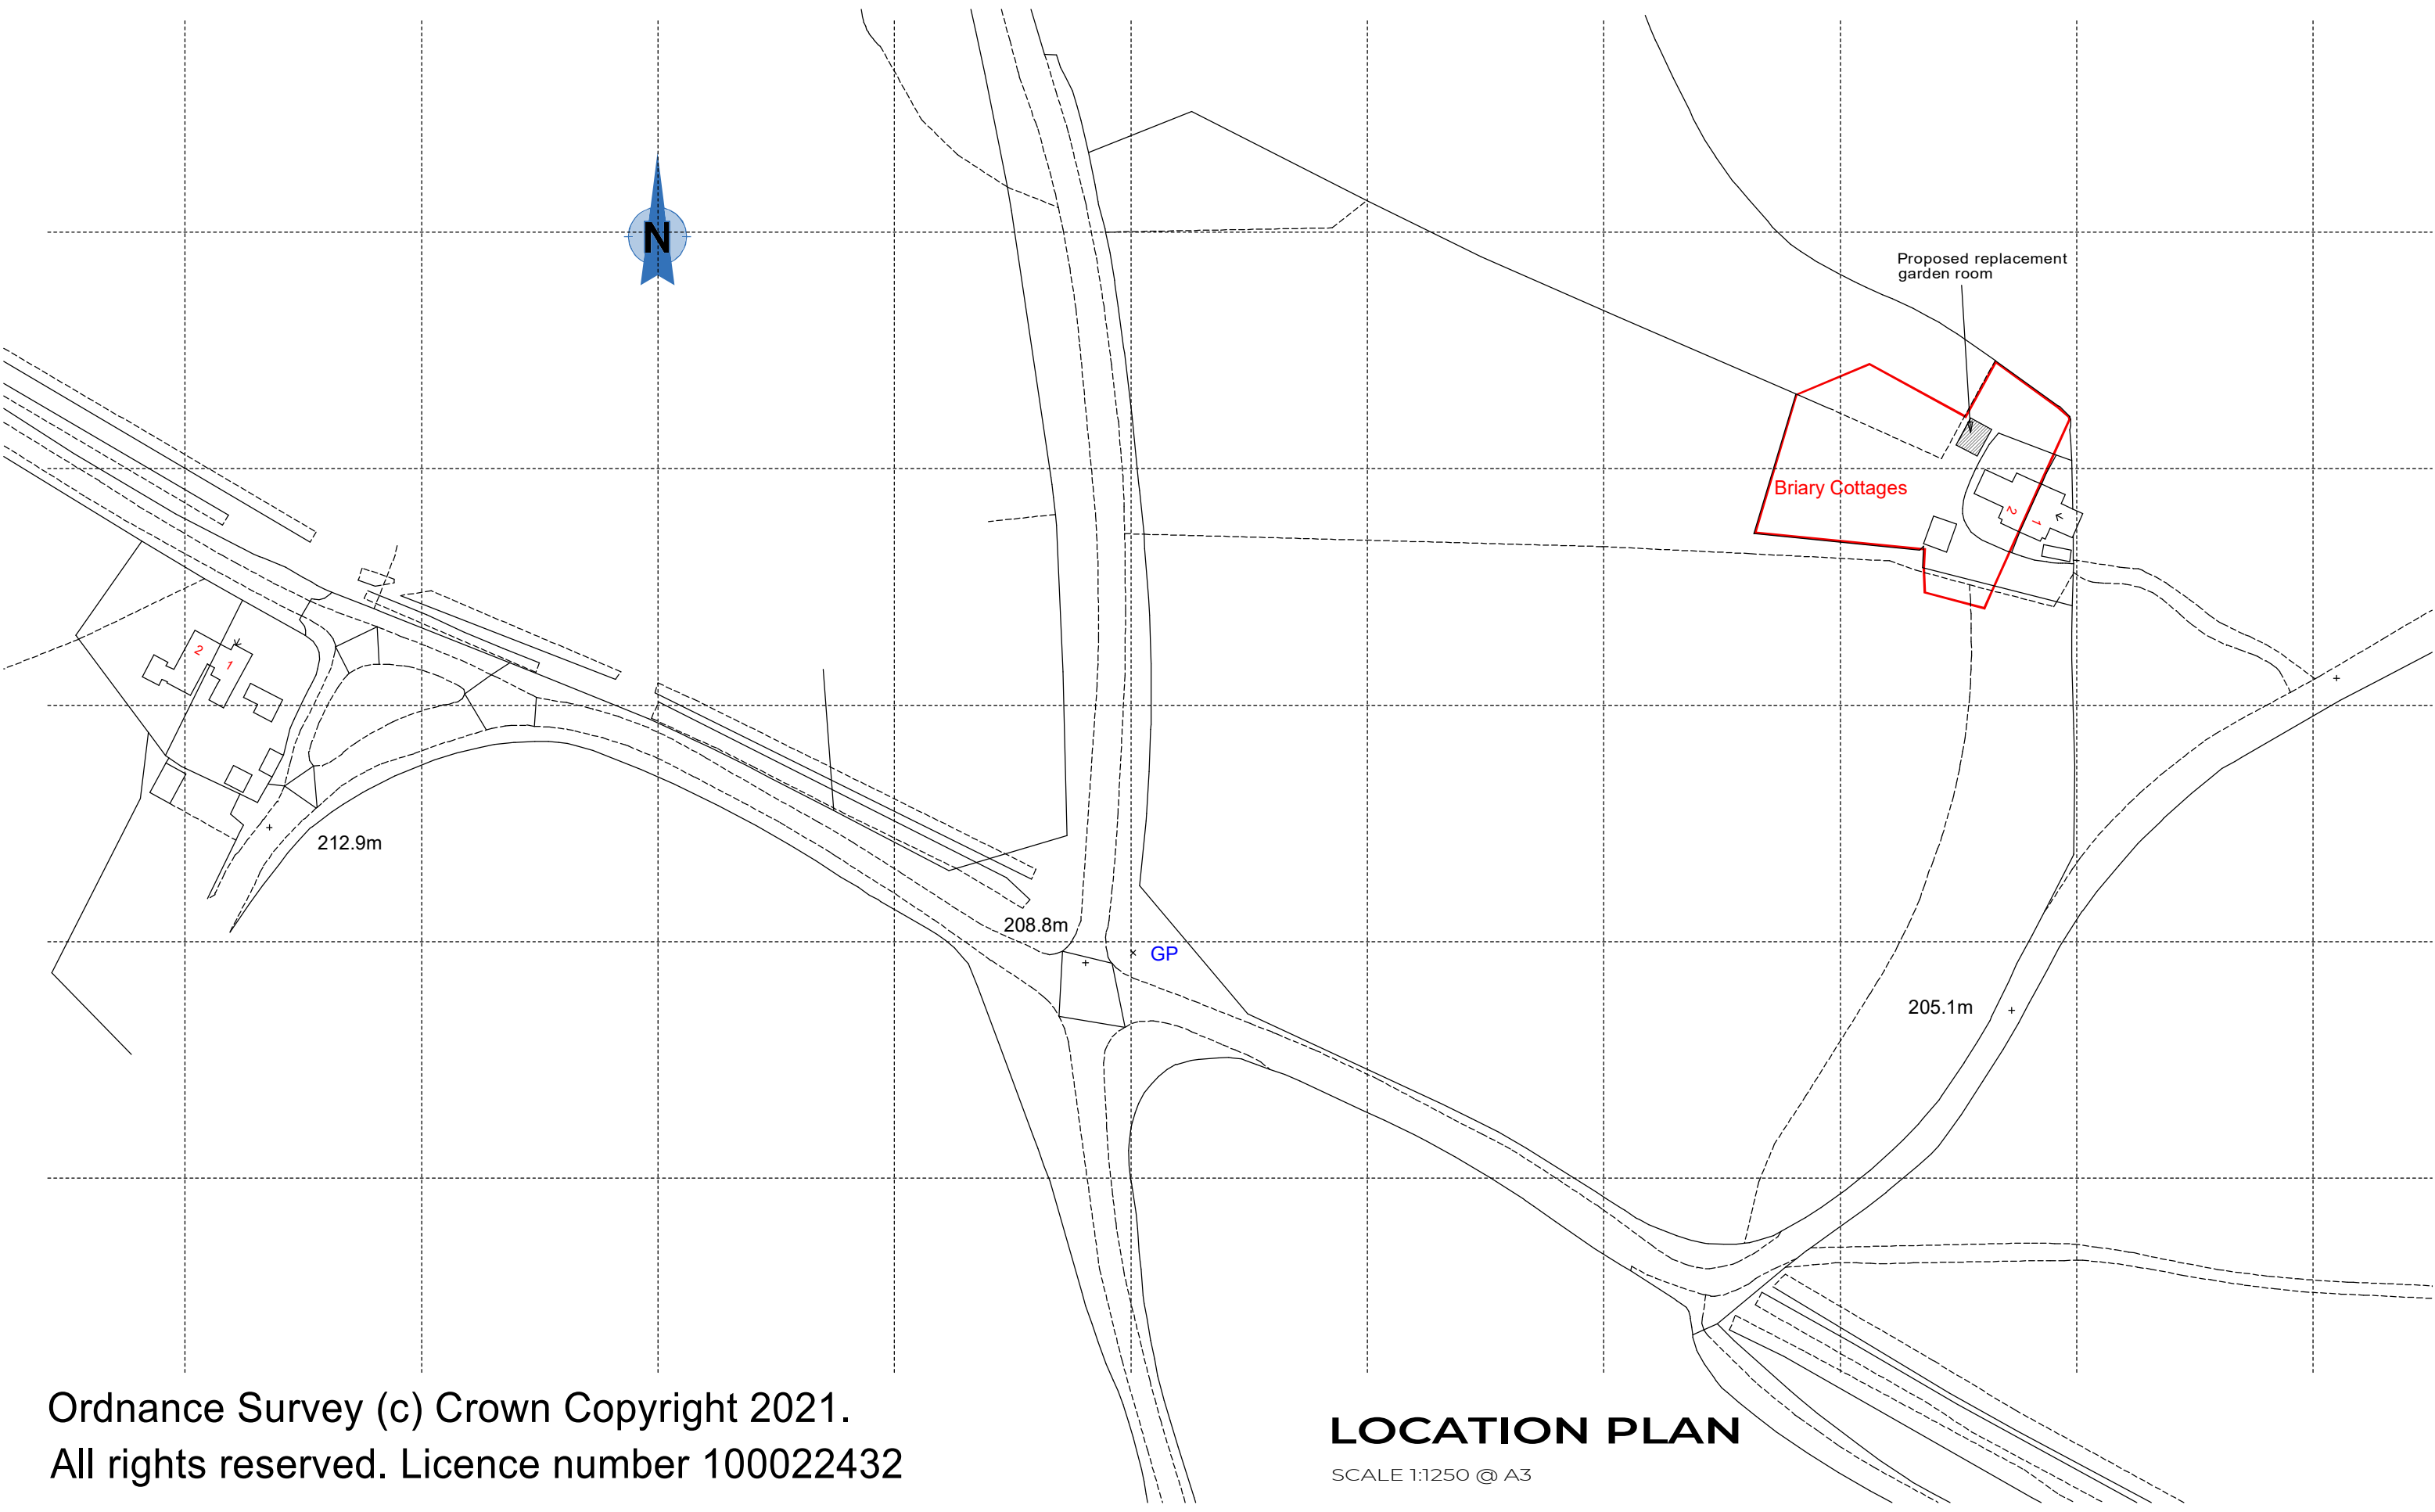 N
Proposed replacement
garden room
Briary Cottages
2
1
2
1
212.9m
208.8m
GP
205.1m
Ordnance Survey (c) Crown Copyright 2021.
All rights reserved. Licence number 100022432
LOCATION PLAN
SCALE 1:1250 @ A3